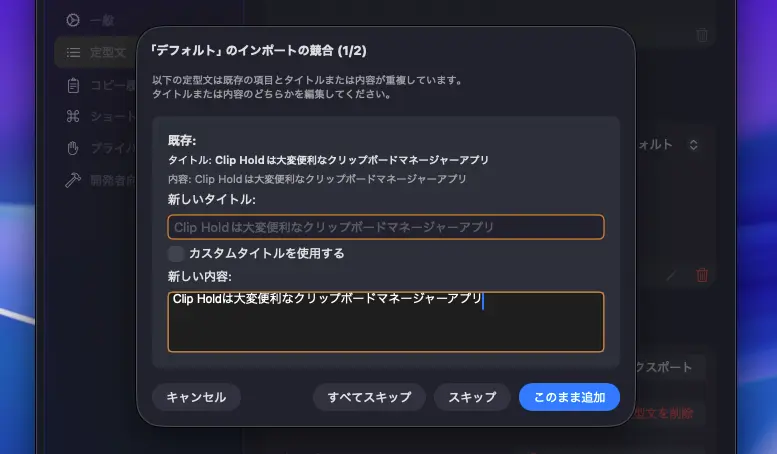 一般
定型文
コピー履
ショート
プライバ
開発者向
「デフォルト」のインポートの競合 (1/2)
以下の定型文は既存の項目とタイトルまたは内容が重複しています。
タイトルまたは内容のどちらかを編集してください。
既存:
タイトル: Clip Holdは大変便利なクリップボードマネージャーアプリ
内容: Clip Holdは大変便利なクリップボードマネージャーアプリ
新しいタイトル:
Clip Holdは大変便利なクリップボードマネージャーアプリ
カスタムタイトルを使用する
新しい内容:
Clip Holdは大変便利なクリップボードマネージャーアプリ
キャンセル
すべてスキップ
スキップ
このまま追加
ォルト
クスポート
型文を削除